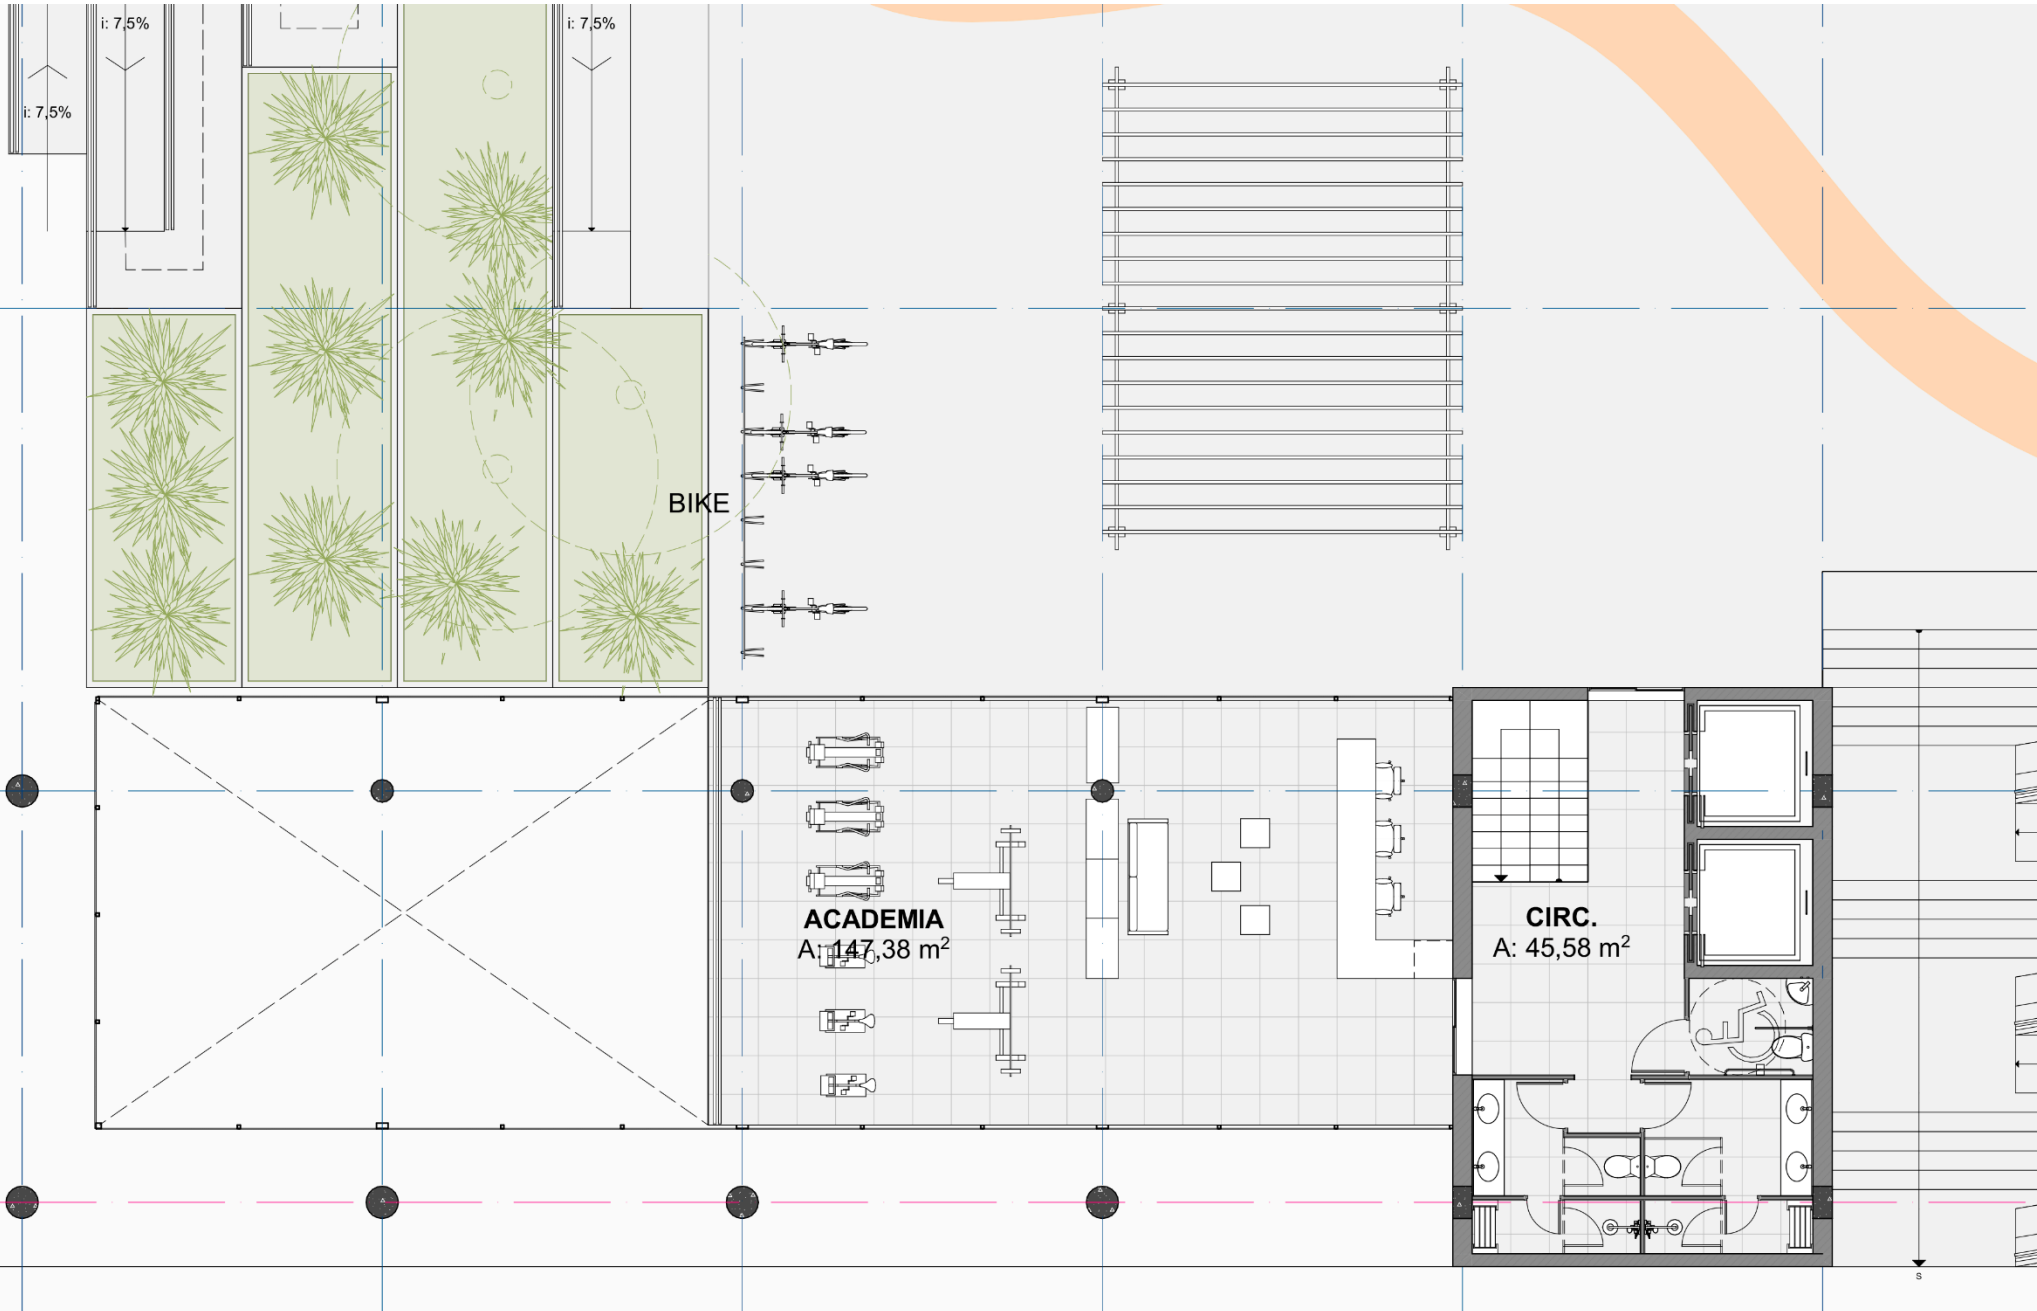 i: 7,5%
i: 7,5%
i: 7,5%
BIKE
ACADEMIA
A: 147,38 m²
CIRC.
A: 45,58 m²
S